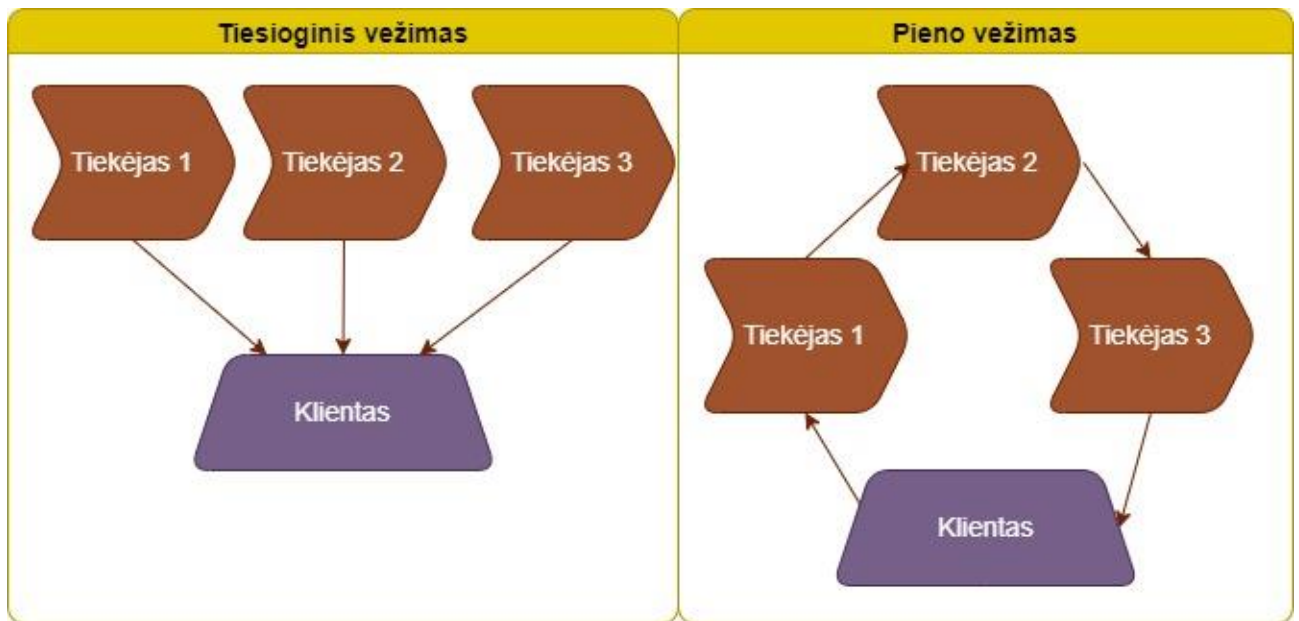 Tiesioginis vežimas
Tiekėjas 1
Tiekėjas 2
Tiekėjas 3
Klientas
Pieno vežimas
Tiekėjas 2
Tiekėjas 1
Tiekėjas 3
Klientas